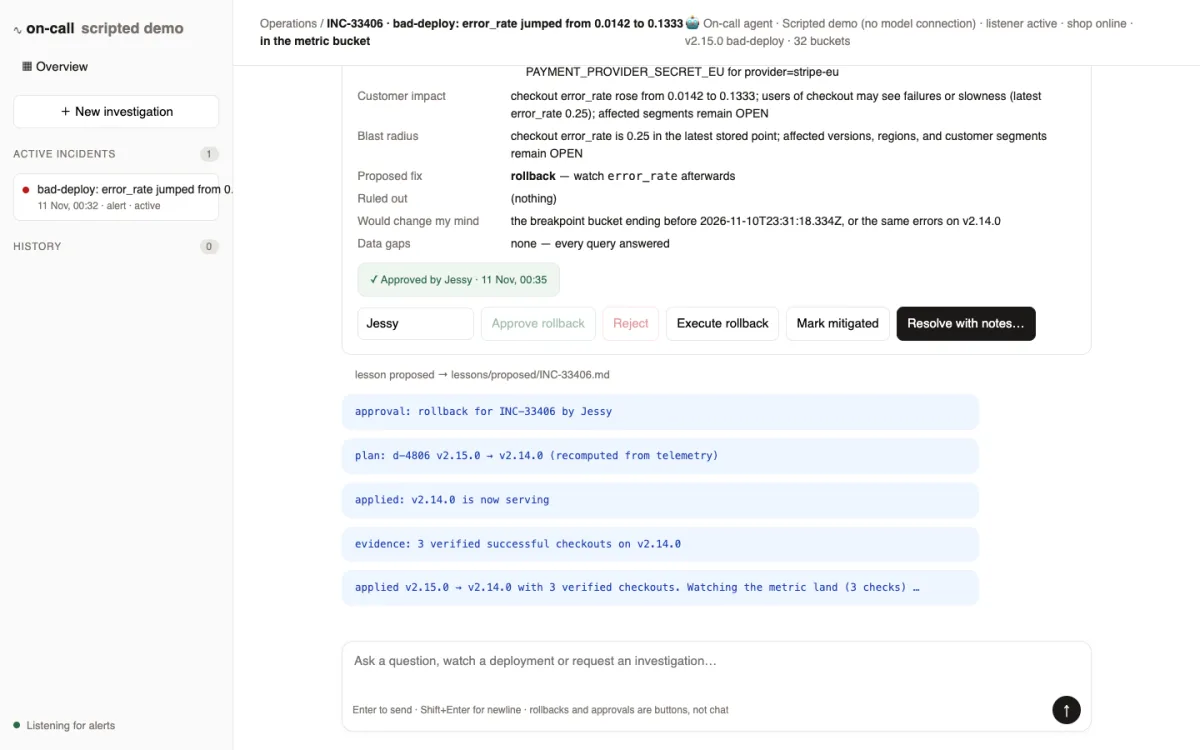 on-call scripted demo
Overview
+ New investigation
ACTIVE INCIDENTS 1
bad-deploy: error_rate jumped from 0.
11 Nov, 00:32 · alert · active
HISTORY 0
Listening for alerts
Operations / INC-33406 · bad-deploy: error_rate jumped from 0.0142 to 0.1333
in the metric bucket
On-call agent · Scripted demo (no model connection) · listener active · shop online ·
v2.15.0 bad-deploy · 32 buckets
PAYMENT_PROVIDER_SECRET_EU for provider=stripe-eu
Customer impact checkout error_rate rose from 0.0142 to 0.1333; users of checkout may see failures or slowness (latest
error_rate 0.25); affected segments remain OPEN
Blast radius checkout error_rate is 0.25 in the latest stored point; affected versions, regions, and customer segments
remain OPEN
Proposed fix rollback — watch error_rate afterwards
Ruled out (nothing)
Would change my mind the breakpoint bucket ending before 2026-11-10T23:31:18.334Z, or the same errors on v2.14.0
Data gaps none — every query answered
✓ Approved by Jessy · 11 Nov, 00:35
Jessy Approve rollback Reject Execute rollback Mark mitigated Resolve with notes…
lesson proposed → lessons/proposed/INC-33406.md
approval: rollback for INC-33406 by Jessy
plan: d-4806 v2.15.0 → v2.14.0 (recomputed from telemetry)
applied: v2.14.0 is now serving
evidence: 3 verified successful checkouts on v2.14.0
applied v2.15.0 → v2.14.0 with 3 verified checkouts. Watching the metric land (3 checks) …
Ask a question, watch a deployment or request an investigation…
Enter to send · Shift+Enter for newline · rollbacks and approvals are buttons, not chat